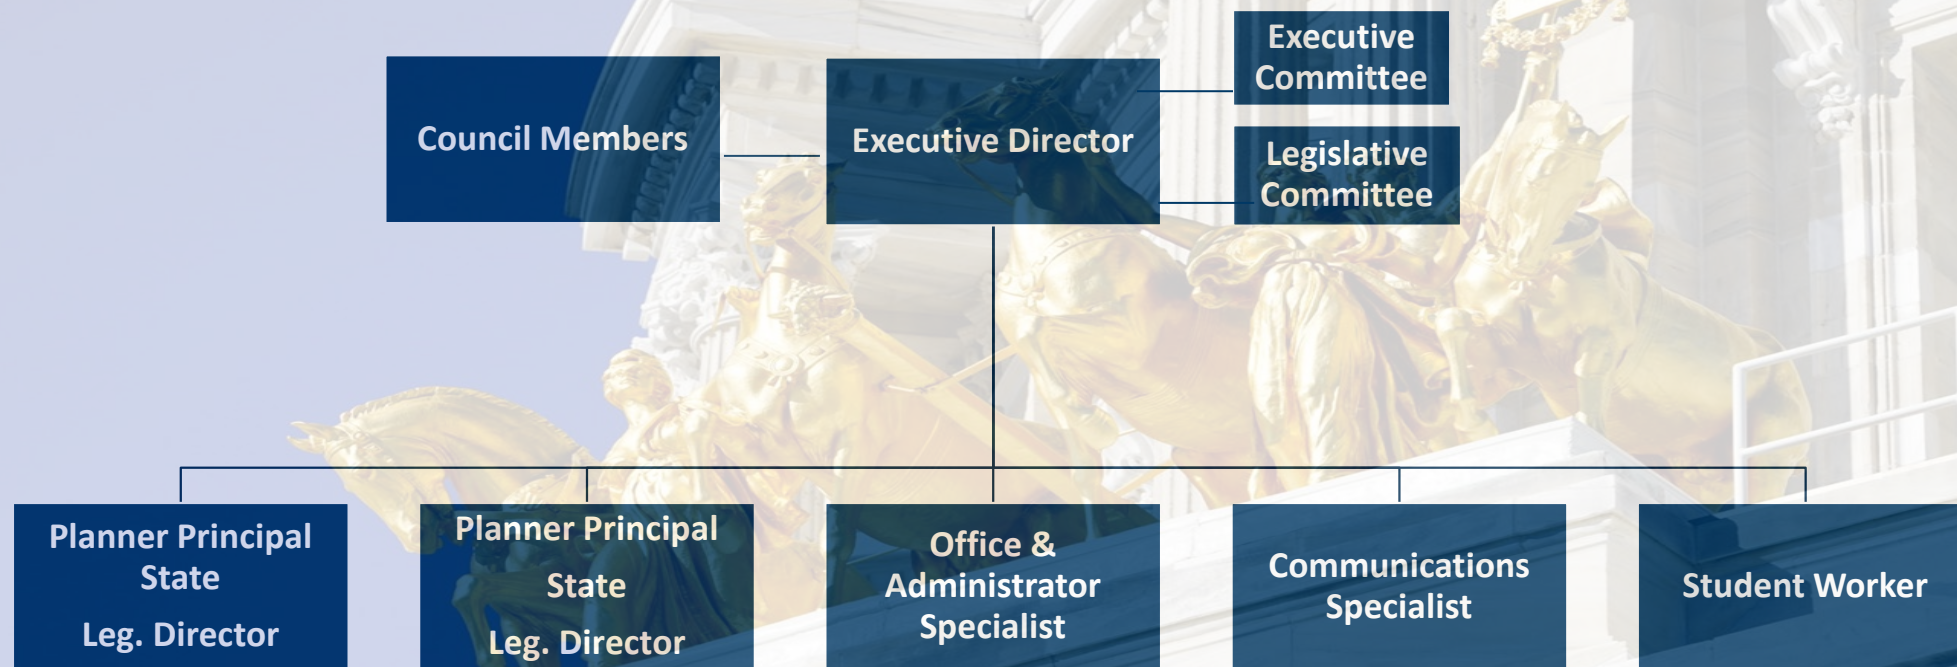 Executive
Committee
Council Members
Executive Director
Legislative
Committee
Planner Principal
State
Leg. Director
Planner Principal
State
Leg. Director
Office &
Administrator
Specialist
Communications
Specialist
Student Worker